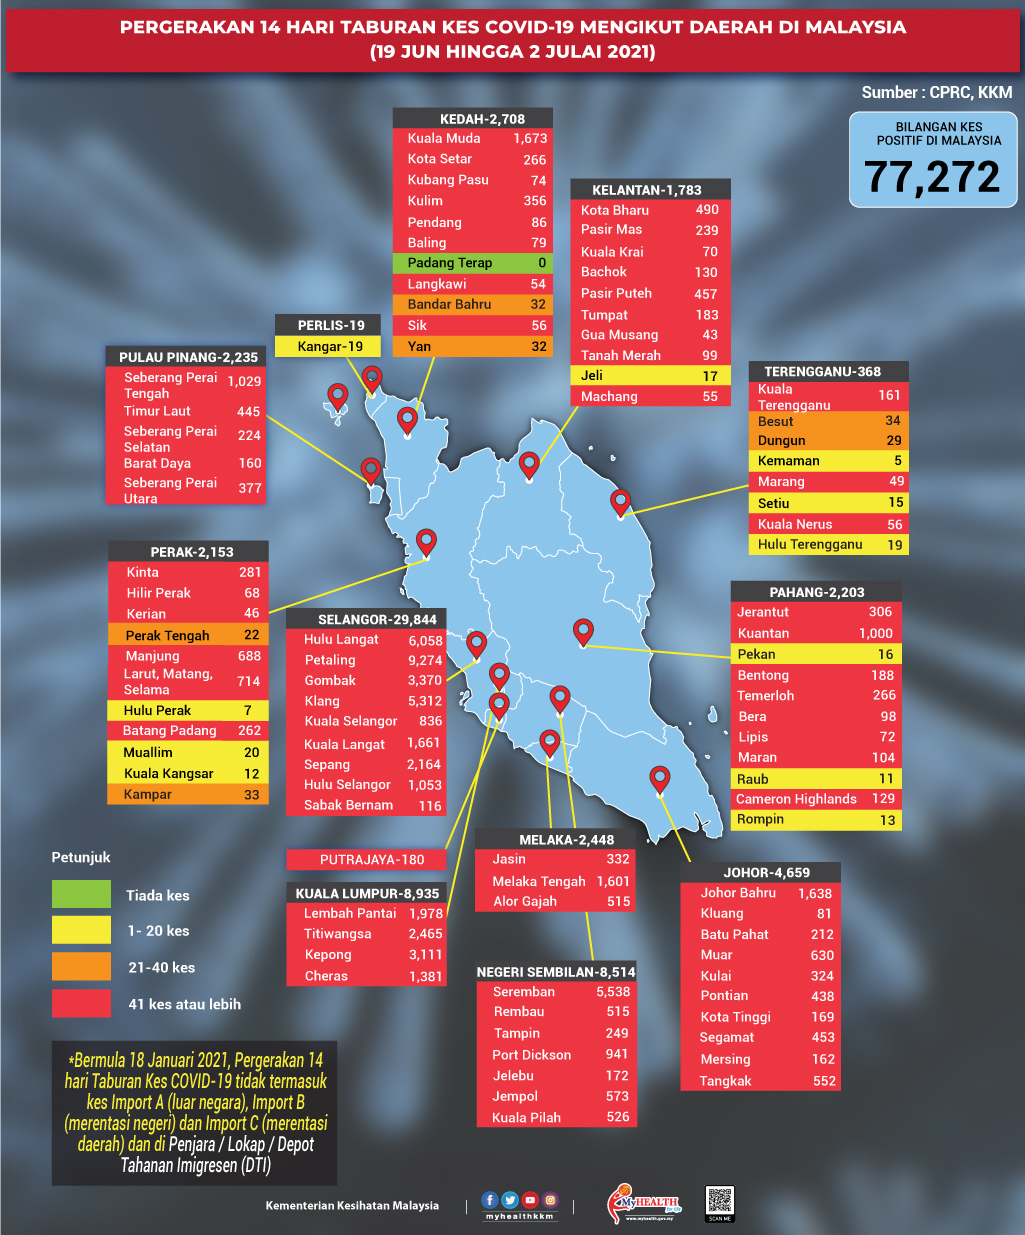 PERGERAKAN 14 HARI TABURAN KES COVID-19 MENGIKUT DAERAH DI MALAYSIA
(19 JUN HINGGA 2 JULAI 2021)
Sumber : CPRC, KKM
BILANGAN KES
POSITIF DI MALAYSIA
77,272
KEDAH-2,708
Kuala Muda 1,673
Kota Setar 266
Kubang Pasu 74
Kulim 356
Pendang 86
Baling 79
Padang Terap 0
Langkawi 54
Bandar Bahru 32
Sik 56
Yan 32
KELANTAN-1,783
Kota Bharu 490
Pasir Mas 239
Kuala Krai 70
Bachok 130
Pasir Puteh 457
Tumpat 183
Gua Musang 43
Tanah Merah 99
Jeli 17
Machang 55
PERLIS-19
Kangar-19
PULAU PINANG-2,235
Seberang Perai
Tengah 1,029
Timur Laut 445
Seberang Perai
Selatan 224
Barat Daya 160
Seberang Perai
Utara 377
TERENGGANU-368
Kuala
Terengganu 161
Besut 34
Dungun 29
Kemaman 5
Marang 49
Setiu 15
Kuala Nerus 56
Hulu Terengganu 19
PERAK-2,153
Kinta 281
Hilir Perak 68
Kerian 46
Perak Tengah 22
Manjung 688
Larut, Matang,
Selama 714
Hulu Perak 7
Batang Padang 262
Muallim 20
Kuala Kangsar 12
Kampar 33
SELANGOR-29,844
Hulu Langat 6,058
Petaling 9,274
Gombak 3,370
Klang 5,312
Kuala Selangor 836
Kuala Langat 1,661
Sepang 2,164
Hulu Selangor 1,053
Sabak Bernam 116
PAHANG-2,203
Jerantut 306
Kuantan 1,000
Pekan 16
Bentong 188
Temerloh 266
Bera 98
Lipis 72
Maran 104
Raub 11
Cameron Highlands 129
Rompin 13
PUTRAJAYA-180
KUALA LUMPUR-8,935
Lembah Pantai 1,978
Titiwangsa 2,465
Kepong 3,111
Cheras 1,381
MELAKA-2,448
Jasin 332
Melaka Tengah 1,601
Alor Gajah 515
NEGERI SEMBILAN-8,514
Seremban 5,538
Rembau 515
Tampin 249
Port Dickson 941
Jelebu 172
Jempol 573
Kuala Pilah 526
JOHOR-4,659
Johor Bahru 1,638
Kluang 81
Batu Pahat 212
Muar 630
Kulai 324
Pontian 438
Kota Tinggi 169
Segamat 453
Mersing 162
Tangkak 552
Petunjuk
Tiada kes
1- 20 kes
21-40 kes
41 kes atau lebih
*Bermula 18 Januari 2021, Pergerakan 14
hari Taburan Kes COVID-19 tidak termasuk
kes Import A (luar negara), Import B
(merentasi negeri) dan Import C (merentasi
daerah) dan di Penjara / Lokap / Depot
Tahanan Imigresen (DTI)
Kementerian Kesihatan Malaysia
myhealthkkm
MyHEALTH
for life
www.myhealth.gov.my
SCAN ME